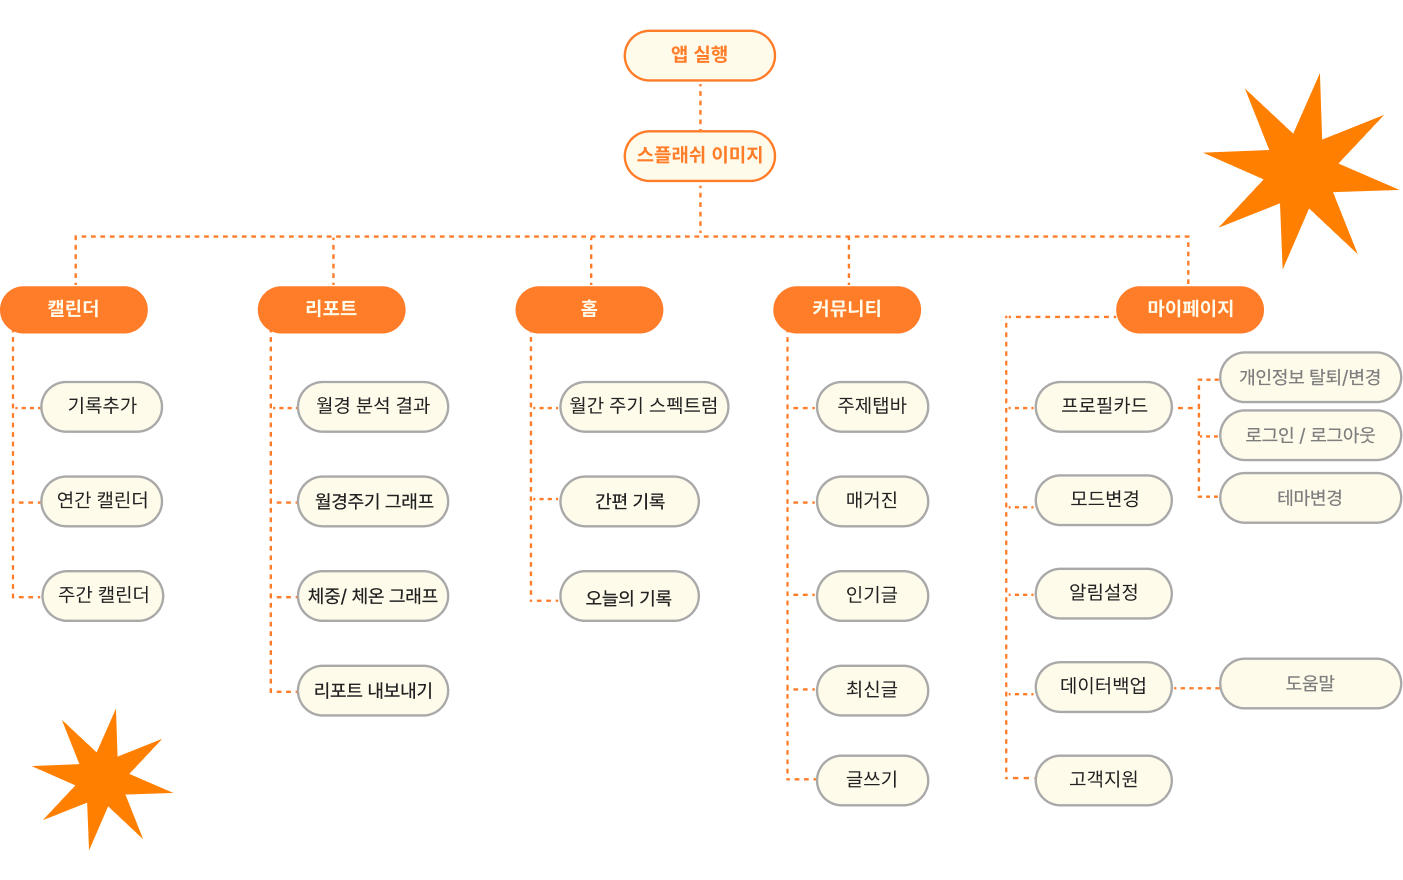 앱 실행
스플래쉬 이미지
캘린더
기록추가
연간 캘린더
주간 캘린더
리포트
월경 분석 결과
월경주기 그래프
체중/ 체온 그래프
리포트 내보내기
홈
월간 주기 스펙트럼
간편 기록
오늘의 기록
커뮤니티
주제탭바
매거진
인기글
최신글
글쓰기
마이페이지
프로필카드
개인정보 탈퇴/변경
로그인 / 로그아웃
테마변경
모드변경
알림설정
데이터백업
도움말
고객지원